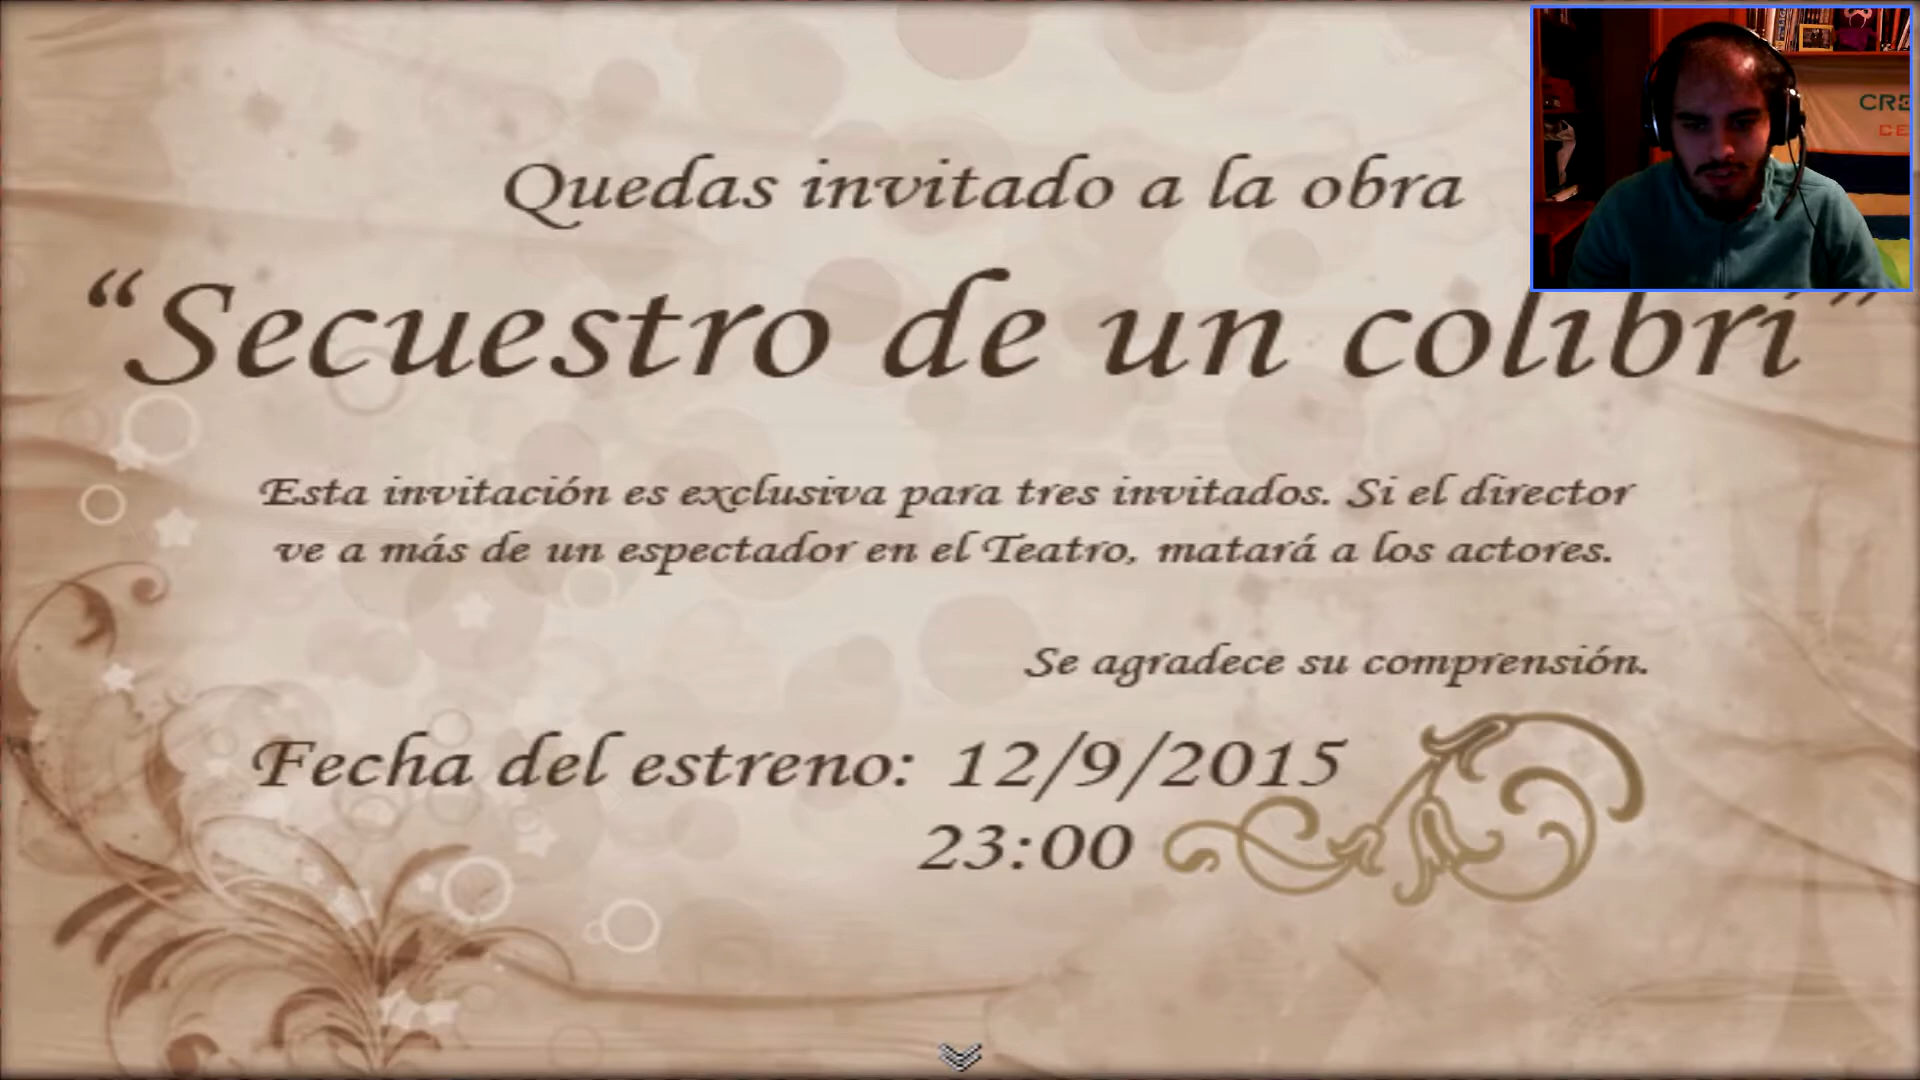 Quedas invitado a la obra
“Secuestro de un colibrí”
Esta invitación es exclusiva para tres invitados. Si el director
ve a más de un espectador en el Teatro, matará a los actores.
Se agradece su comprensión.
Fecha del estreno: 12/9/2015
23:00